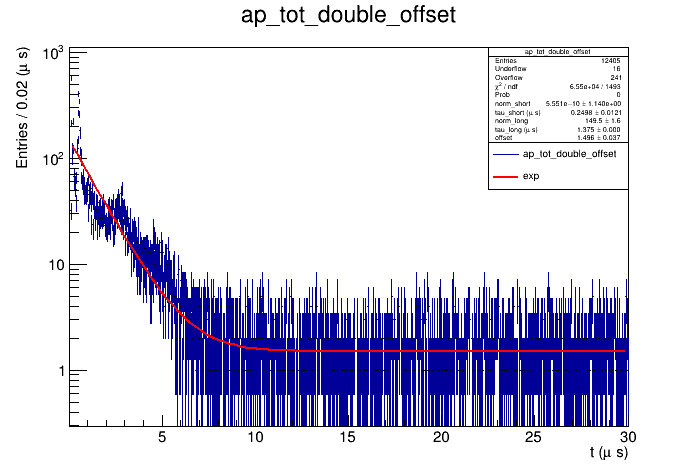 ap_tot_double_offset
Entries / 0.02 (μ s)
10³
10²
10
1
5
10
15
20
25
30
t (μ s)
ap_tot_double_offset
Entries 12405
Underflow 16
Overflow 241
χ² / ndf 6.55e+04 / 1493
Prob 0
norm_short 5.551e−10 ± 1.140e+00
tau_short (μ s) 0.2498 ± 0.0121
norm_long 149.5 ± 1.6
tau_long (μ s) 1.375 ± 0.000
offset 1.496 ± 0.037
ap_tot_double_offset
exp